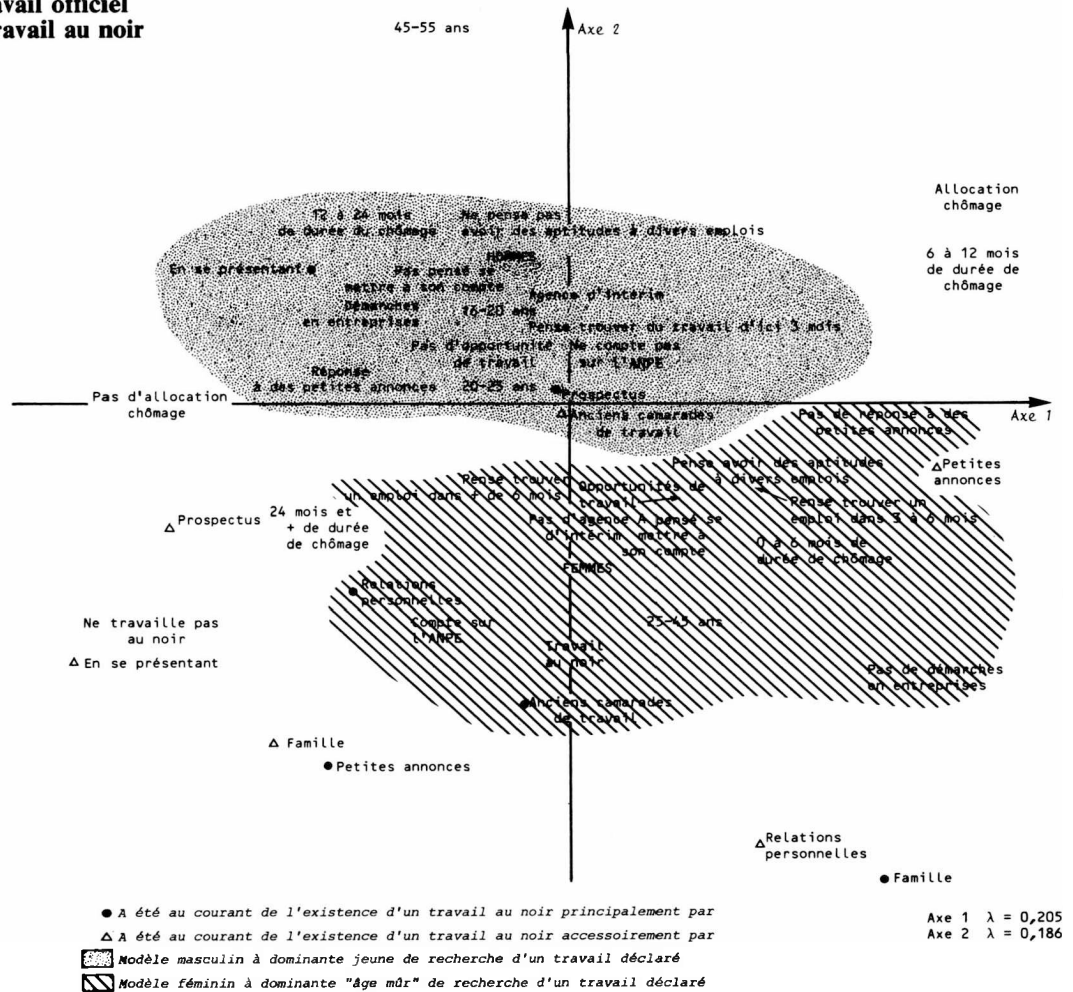 avail officiel
ravail au noir
45-55 ans
Axe 2
Allocation
chômage
12 à 24 mois
de durée du chômage
Ne pense pas
avoir des aptitudes à divers emplois
6 à 12 mois
de durée de
chômage
HOMMES
En se présentant
Pas pensé se
mettre à son compte
Agence d'intérim
Démarches
en entreprises
16-20 ans
Pense trouver du travail d'ici 3 mois
Pas d'opportunité
de travail
Ne compte pas
sur l'ANPE
Réponse
à des petites annonces
20-25 ans
Prospectus
Pas d'allocation
chômage
Axe 1
Anciens camarades
de travail
Pas de réponse à des
petites annonces
Pense trouver
un emploi dans + de 6 mois
Pense avoir des aptitudes
à divers emplois
Petites
annonces
Opportunités de
travail
Pense trouver un
emploi dans 3 à 6 mois
Prospectus
24 mois et
+ de durée
de chômage
Pas d'agence
d'intérim
A pensé se
mettre à
son compte
0 à 6 mois de
durée de chômage
FEMMES
Relations
personnelles
Ne travaille pas
au noir
Compte sur
l'ANPE
25-45 ans
En se présentant
Travail
au noir
Pas de démarches
en entreprises
Anciens camarades
de travail
Famille
Petites annonces
Relations
personnelles
Famille
A été au courant de l'existence d'un travail au noir principalement par
A été au courant de l'existence d'un travail au noir accessoirement par
Modèle masculin à dominante jeune de recherche d'un travail déclaré
Modèle féminin à dominante "âge mûr" de recherche d'un travail déclaré
Axe 1 λ = 0,205
Axe 2 λ = 0,186